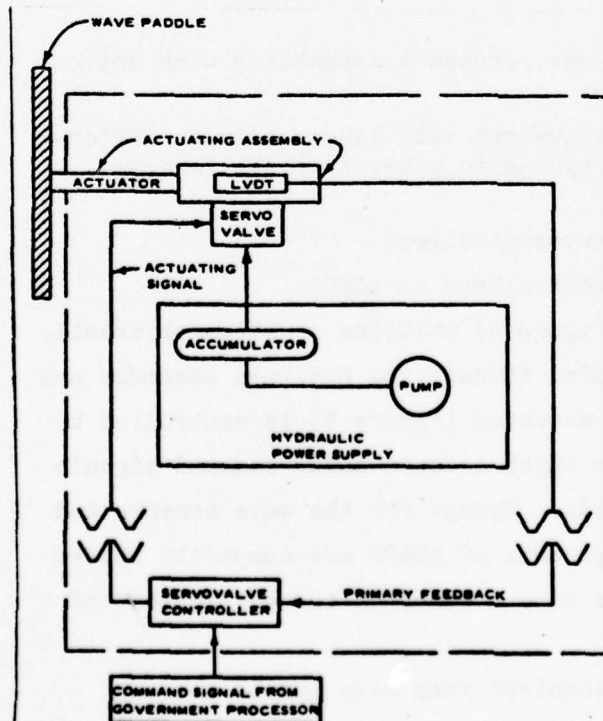 WAVE PADDLE
ACTUATING ASSEMBLY
ACTUATOR
LVDT
SERVO
VALVE
ACTUATING
SIGNAL
ACCUMULATOR
PUMP
HYDRAULIC
POWER SUPPLY
SERVOVALVE
CONTROLLER
PRIMARY FEEDBACK
COMMAND SIGNAL FROM
GOVERNMENT PROCESSOR